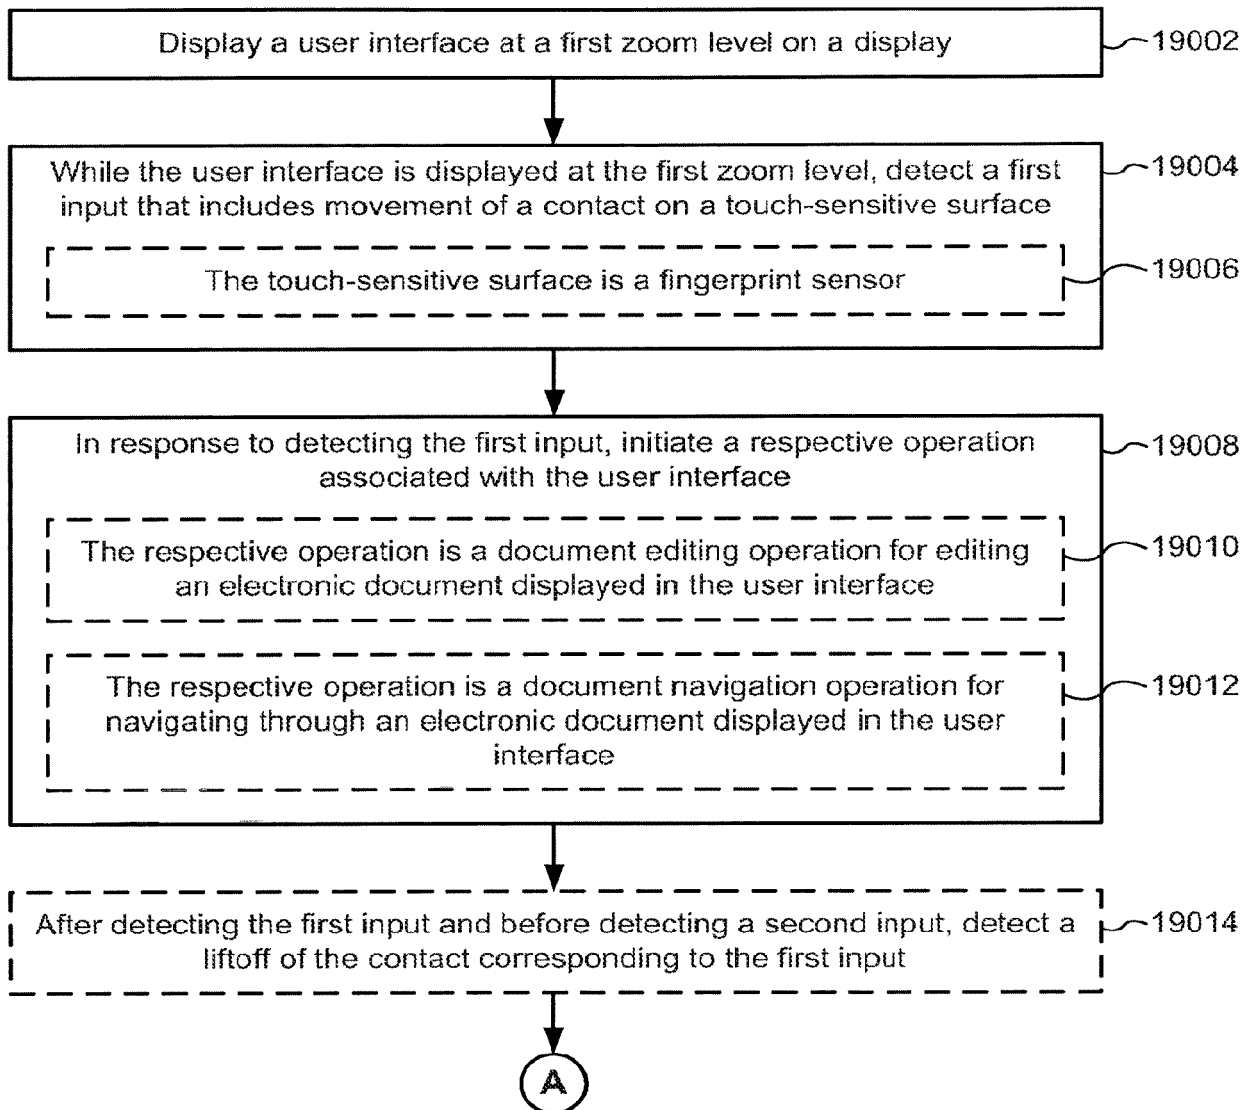 Display a user interface at a first zoom level on a display
19002
While the user interface is displayed at the first zoom level, detect a first
input that includes movement of a contact on a touch-sensitive surface
19004
The touch-sensitive surface is a fingerprint sensor
19006
In response to detecting the first input, initiate a respective operation
associated with the user interface
19008
The respective operation is a document editing operation for editing
an electronic document displayed in the user interface
19010
The respective operation is a document navigation operation for
navigating through an electronic document displayed in the user
interface
19012
After detecting the first input and before detecting a second input, detect a
liftoff of the contact corresponding to the first input
19014
A